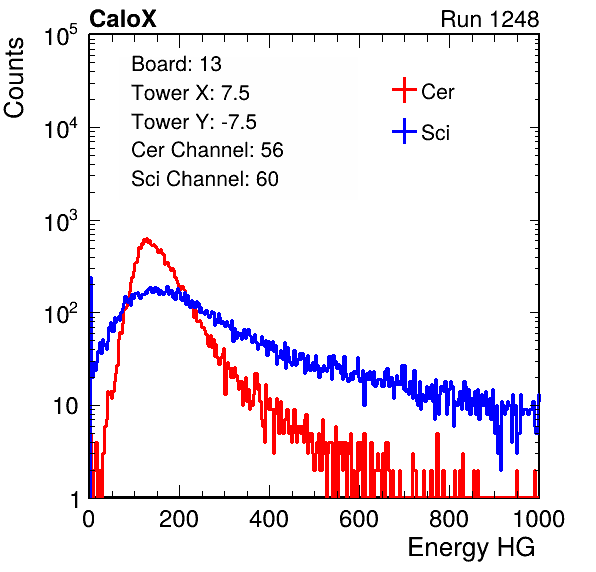 CaloX Run 1248
Counts
10^5
10^4
10^3
10^2
10
1
Board: 13
Tower X: 7.5
Tower Y: -7.5
Cer Channel: 56
Sci Channel: 60
Cer
Sci
0 200 400 600 800 1000
Energy HG